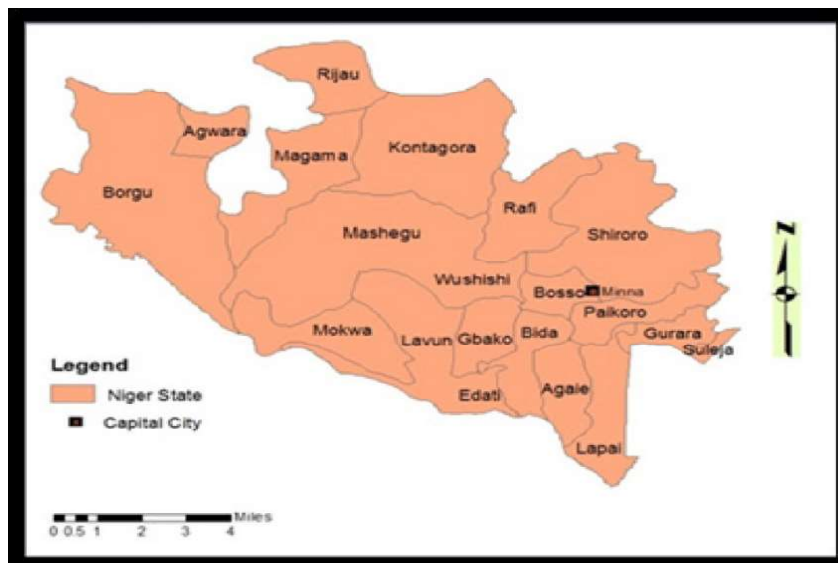 Rijau
Agwara
Magama
Kontagora
Borgu
Rafi
Mashegu
Shiroro
Wushishi
Bosso
Minna
Mokwa
Lavun
Gbako
Bida
Paikoro
Gurara
Suleja
Edati
Agaie
Lapai
N
Legend
Niger State
Capital City
Miles
0 0.5 1 2 3 4